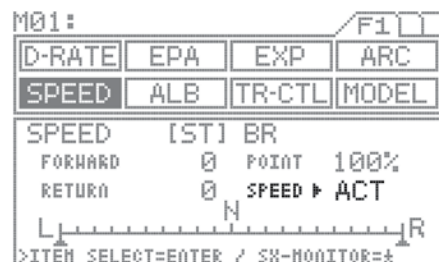 M01: F1
D-RATE EPA EXP ARC
SPEED ALB TR-CTL MODEL
SPEED [ST] BR
FORWARD 0 POINT 100%
RETURN 0 SPEED ▶ ACT
N
L R
>ITEM SELECT=ENTER / SX-MONITOR=±